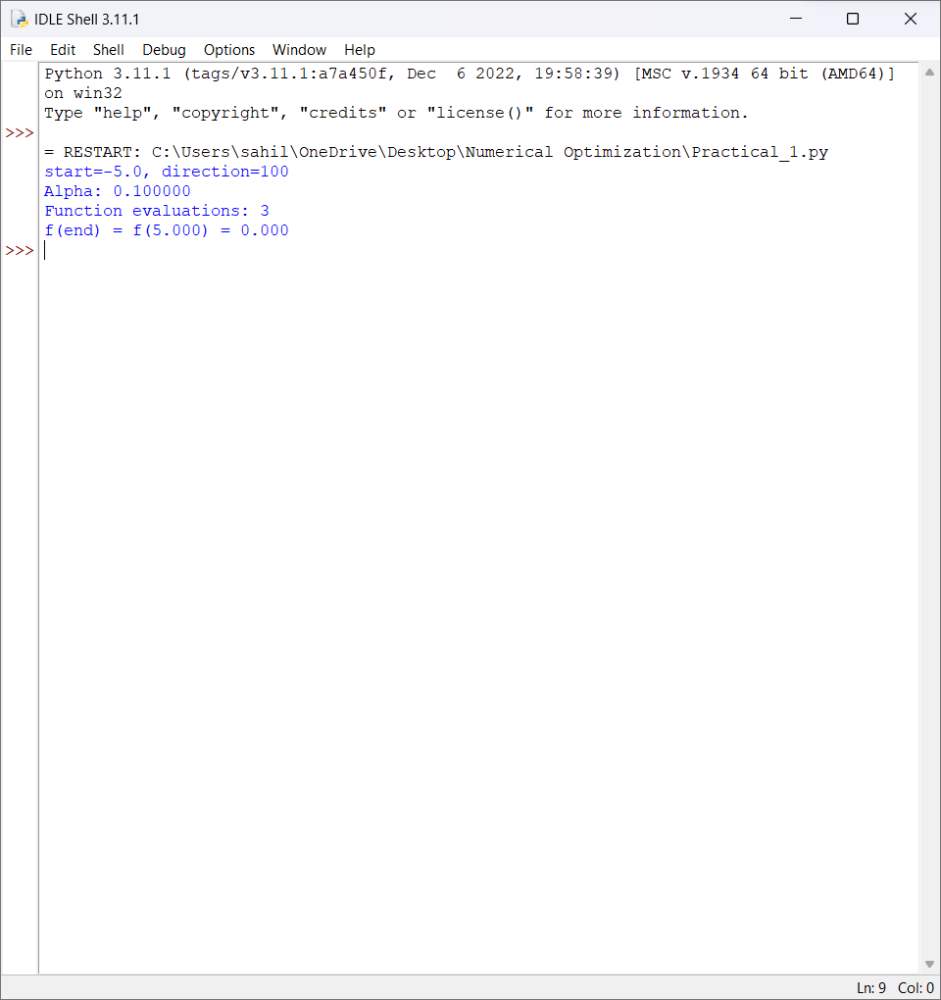 IDLE Shell 3.11.1
File Edit Shell Debug Options Window Help
Python 3.11.1 (tags/v3.11.1:a7a450f, Dec  6 2022, 19:58:39) [MSC v.1934 64 bit (AMD64)]
on win32
Type "help", "copyright", "credits" or "license()" for more information.
>>>
= RESTART: C:\Users\sahil\OneDrive\Desktop\Numerical Optimization\Practical_1.py
start=-5.0, direction=100
Alpha: 0.100000
Function evaluations: 3
f(end) = f(5.000) = 0.000
>>>
Ln: 9 Col: 0